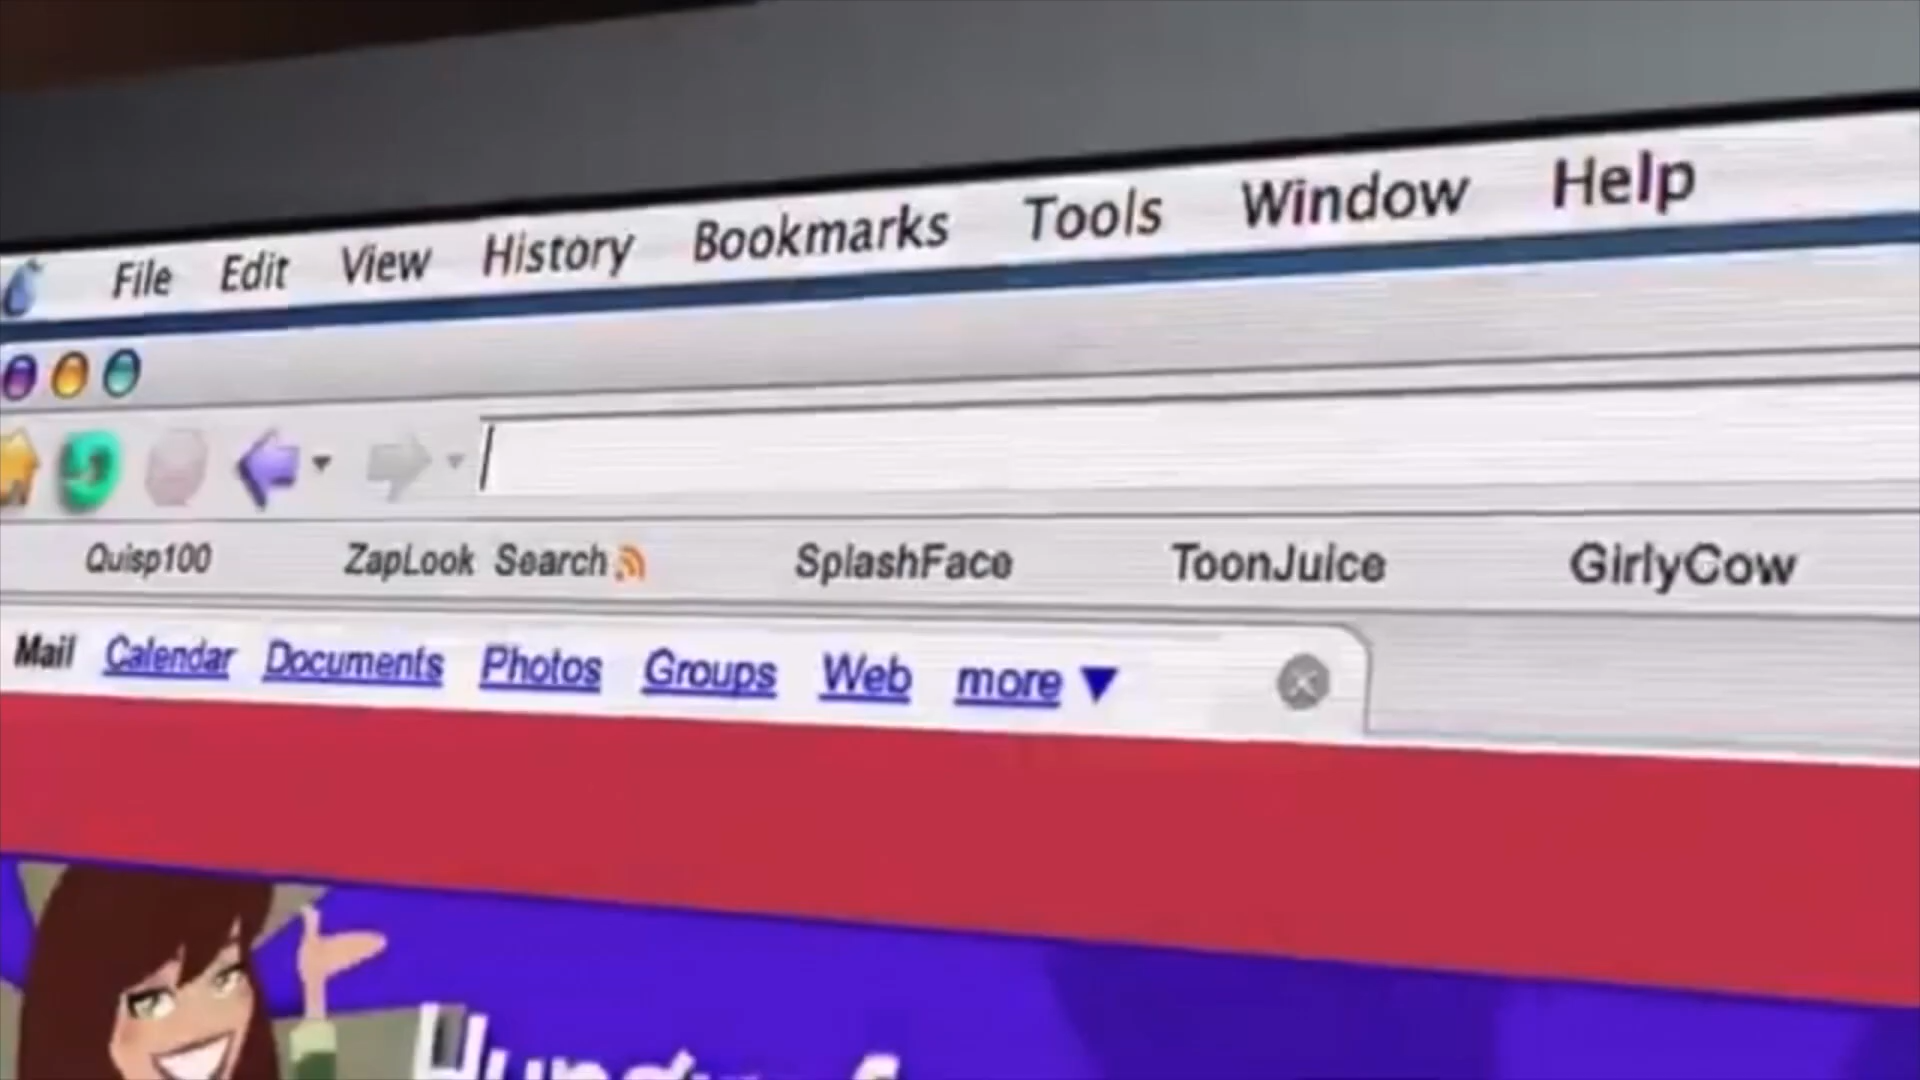 File Edit View History Bookmarks Tools Window Help
Quisp100 ZapLook Search SplashFace ToonJuice GirlyCow
Mail Calendar Documents Photos Groups Web more